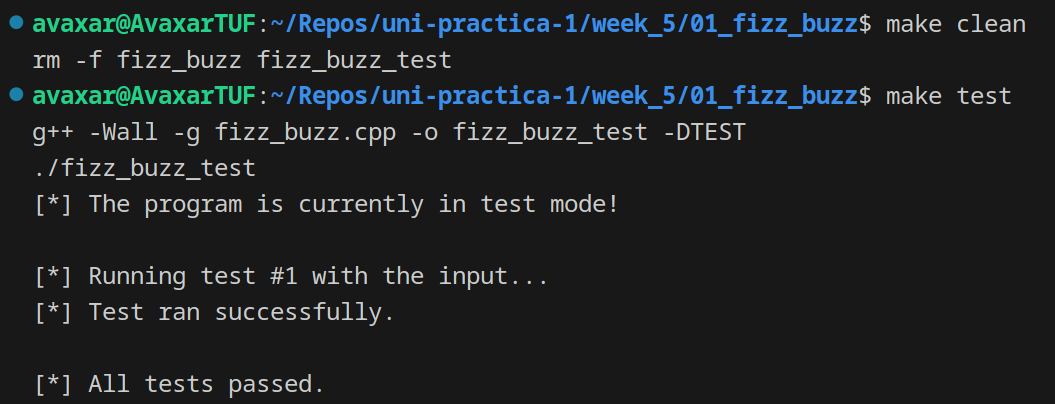 avaxar@AvaxarTUF:~/Repos/uni-practica-1/week_5/01_fizz_buzz$ make clean
rm -f fizz_buzz fizz_buzz_test
avaxar@AvaxarTUF:~/Repos/uni-practica-1/week_5/01_fizz_buzz$ make test
g++ -Wall -g fizz_buzz.cpp -o fizz_buzz_test -DTEST
./fizz_buzz_test
[*] The program is currently in test mode!
[*] Running test #1 with the input...
[*] Test ran successfully.
[*] All tests passed.